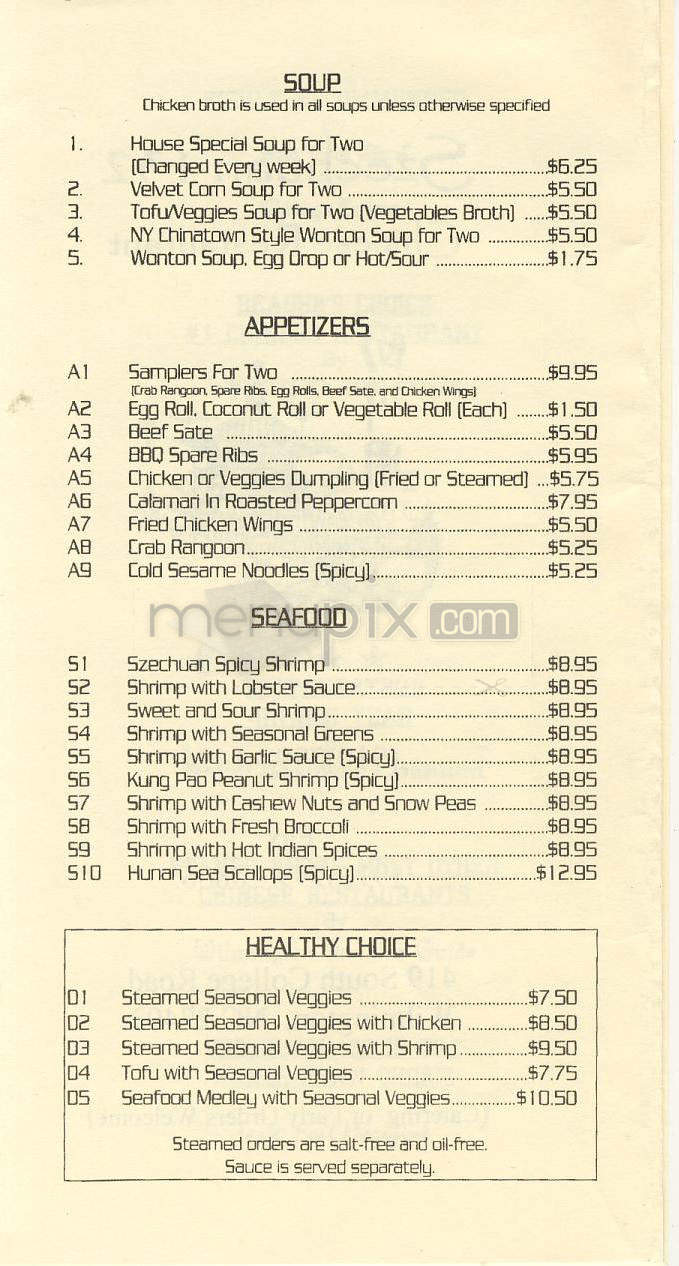 SOUP
Chicken broth is used in all soups unless otherwise specified
1. House Special Soup for Two
(Changed Every week) ........................................................$6.25
2. Velvet Corn Soup for Two ..................................................$5.50
3. Tofu/Veggies Soup for Two (Vegetables Broth) ......$5.50
4. NY Chinatown Style Wonton Soup for Two ...............$5.50
5. Wonton Soup, Egg Drop or Hot/Sour ............................$1.75
APPETIZERS
A1 Samplers For Two ................................................................$9.95
(Crab Rangoon, Spare Ribs, Egg Rolls, Beef Sate, and Chicken Wings)
A2 Egg Roll, Coconut Roll or Vegetable Roll (Each) ........$1.50
A3 Beef Sate ................................................................................$5.50
A4 BBQ Spare Ribs ......................................................................$5.95
A5 Chicken or Veggies Dumpling (Fried or Steamed) ...$5.75
A6 Calamari In Roasted Peppercorn ....................................$7.95
A7 Fried Chicken Wings ..............................................................$5.50
A8 Crab Rangoon...........................................................................$5.25
A9 Cold Sesame Noodles (Spicy)............................................$5.25
menupix.com
SEAFOOD
S1 Szechuan Spicy Shrimp ......................................................$8.95
S2 Shrimp with Lobster Sauce................................................$8.95
S3 Sweet and Sour Shrimp.......................................................$8.95
S4 Shrimp with Seasonal Greens ..........................................$8.95
S5 Shrimp with Garlic Sauce (Spicy)......................................$8.95
S6 Kung Pao Peanut Shrimp (Spicy).....................................$8.95
S7 Shrimp with Cashew Nuts and Snow Peas ................$8.95
S8 Shrimp with Fresh Broccoli ................................................$8.95
S9 Shrimp with Hot Indian Spices .........................................$8.95
S10 Hunan Sea Scallops (Spicy).............................................$12.95
HEALTHY CHOICE
D1 Steamed Seasonal Veggies ..........................................$7.50
D2 Steamed Seasonal Veggies with Chicken ...............$8.50
D3 Steamed Seasonal Veggies with Shrimp.................$9.50
D4 Tofu with Seasonal Veggies ..........................................$7.75
D5 Seafood Medley with Seasonal Veggies................$10.50
Steamed orders are salt-free and oil-free.
Sauce is served separately.